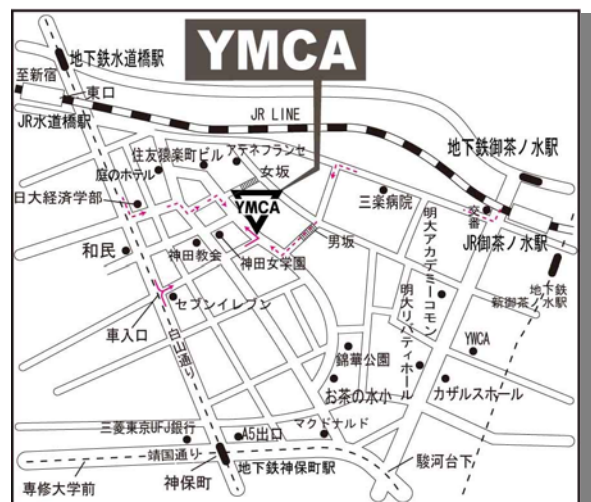 YMCA
地下鉄水道橋駅
至新宿
東口
JR LINE
JR水道橋駅
住友猿楽町ビル
アテネフランセ
地下鉄御茶ノ水駅
庭のホテル
女坂
日大経済学部
YMCA
三楽病院
交番
JR御茶ノ水駅
和民
神田教会
神田女学園
男坂
明大アカデミーコモン
地下鉄
新御茶ノ水駅
セブンイレブン
車入口
白山通り
明大リバティホール
錦華公園
YWCA
お茶の水小
カザルスホール
三菱東京UFJ銀行
A5出口
マクドナルド
靖国通り
地下鉄神保町駅
駿河台下
専修大学前
神保町